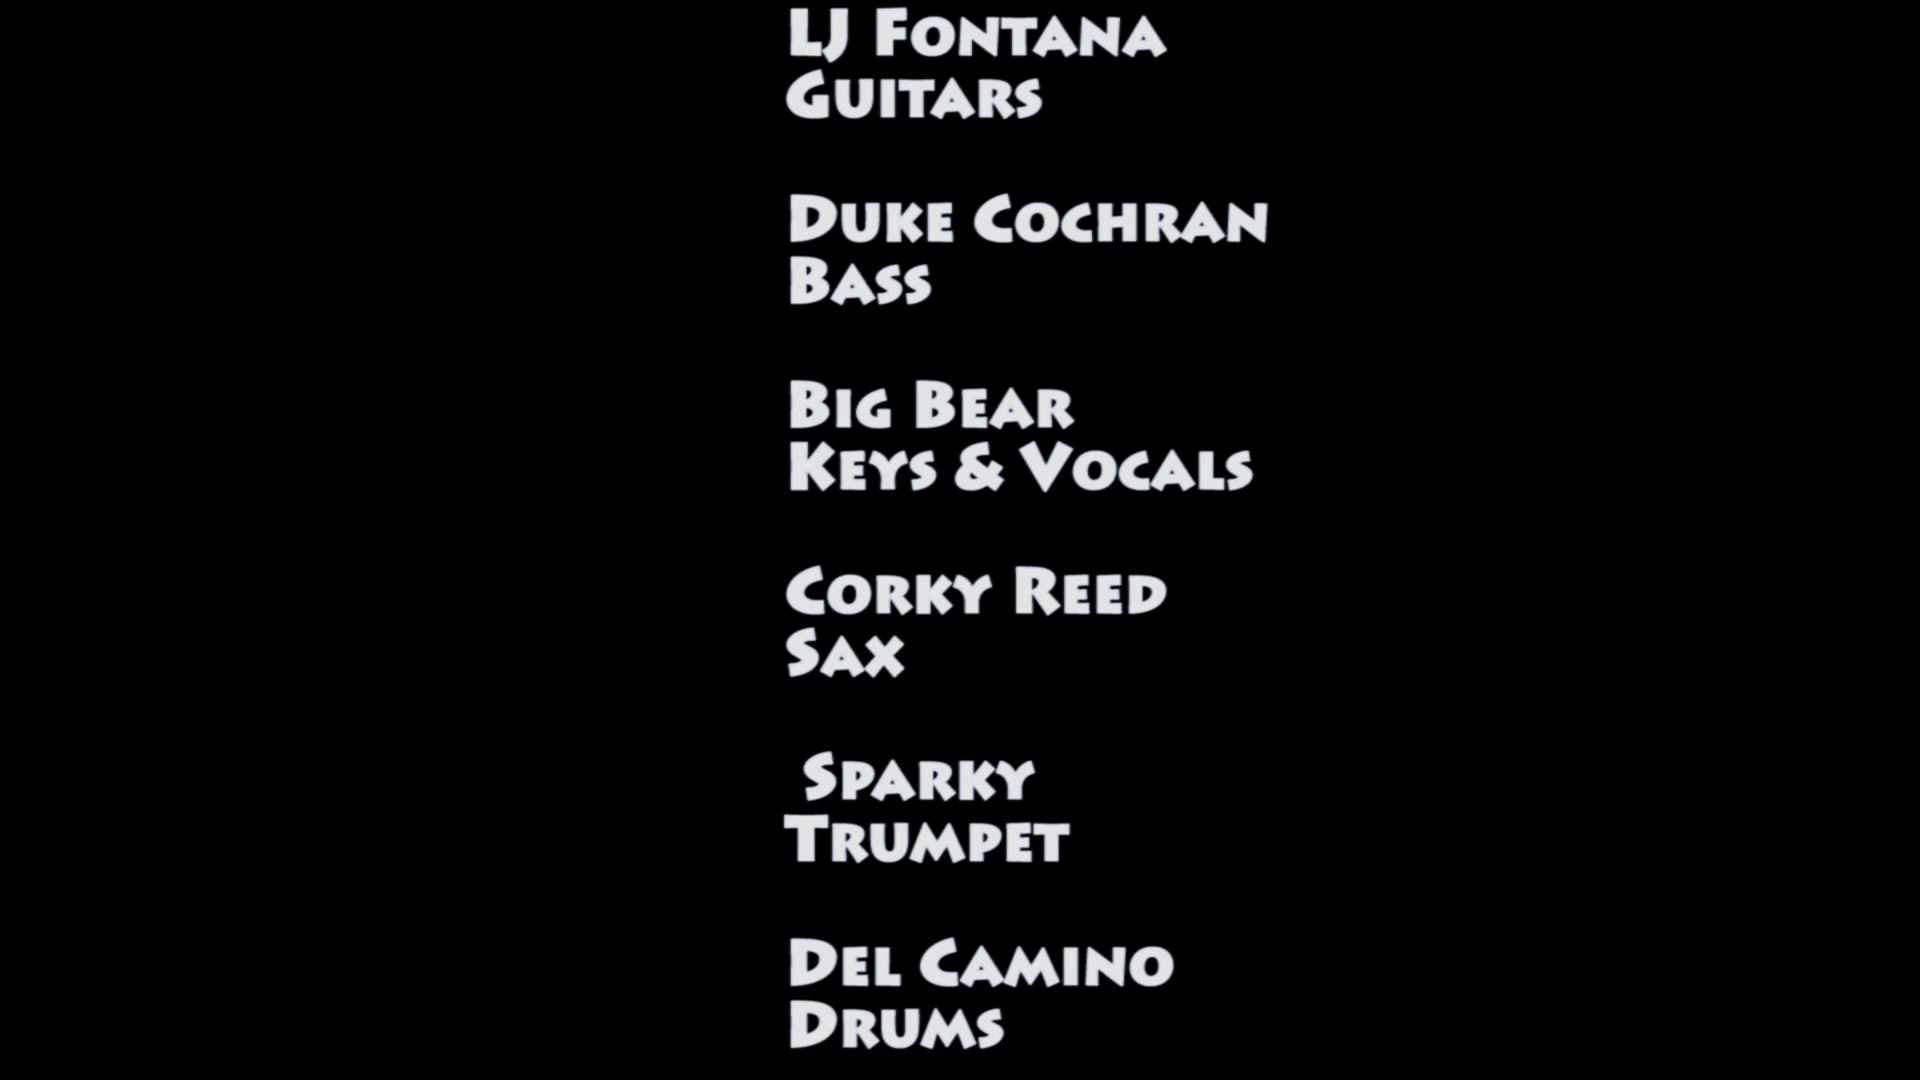 LJ Fontana
Guitars
Duke Cochran
Bass
Big Bear
Keys & Vocals
Corky Reed
Sax
Sparky
Trumpet
Del Camino
Drums